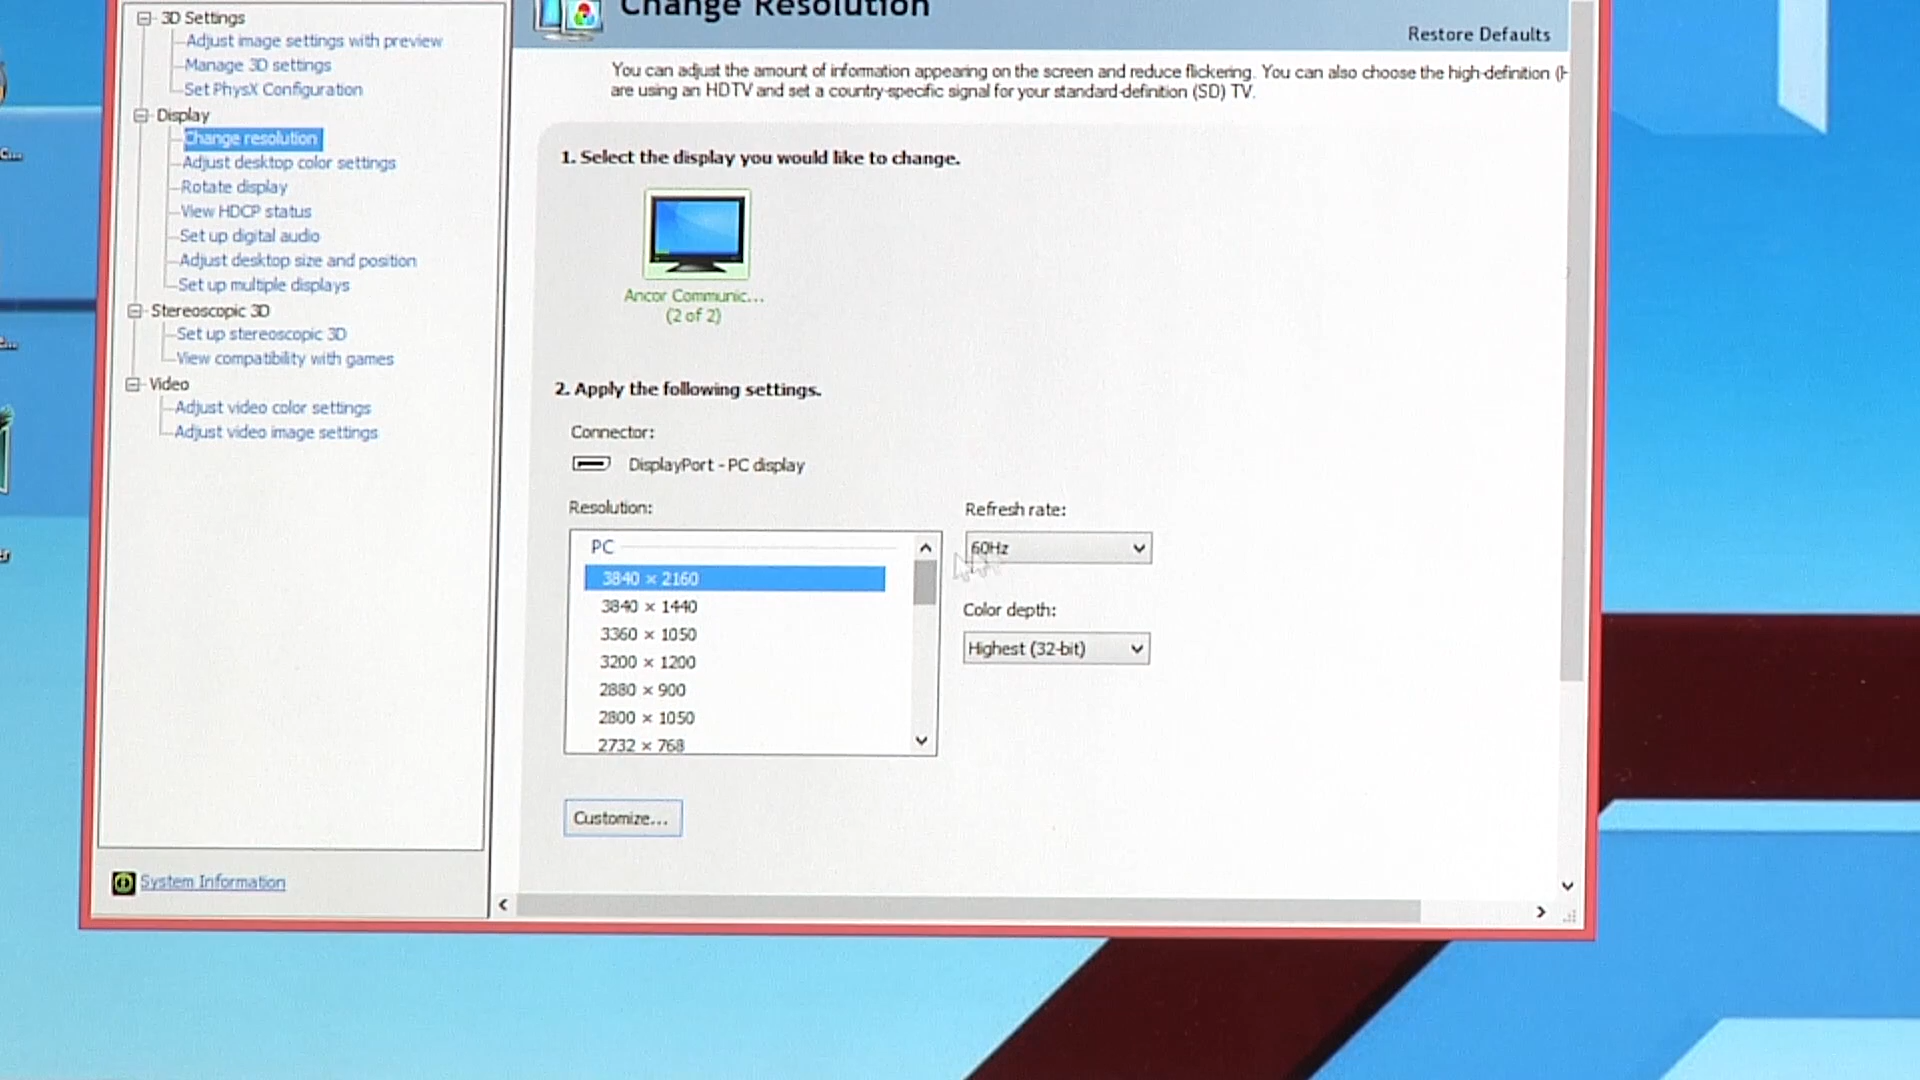 Change Resolution
Restore Defaults
3D Settings
Adjust image settings with preview
Manage 3D settings
Set PhysX Configuration
Display
Change resolution
Adjust desktop color settings
Rotate display
View HDCP status
Set up digital audio
Adjust desktop size and position
Set up multiple displays
Stereoscopic 3D
Set up stereoscopic 3D
View compatibility with games
Video
Adjust video color settings
Adjust video image settings
System Information
You can adjust the amount of information appearing on the screen and reduce flickering. You can also choose the high-definition (H
are using an HDTV and set a country-specific signal for your standard-definition (SD) TV.
1. Select the display you would like to change.
Ancor Communic...
(2 of 2)
2. Apply the following settings.
Connector:
DisplayPort - PC display
Resolution:
PC
3840 × 2160
3840 × 1440
3360 × 1050
3200 × 1200
2880 × 900
2800 × 1050
2732 × 768
Refresh rate:
60Hz
Color depth:
Highest (32-bit)
Customize...